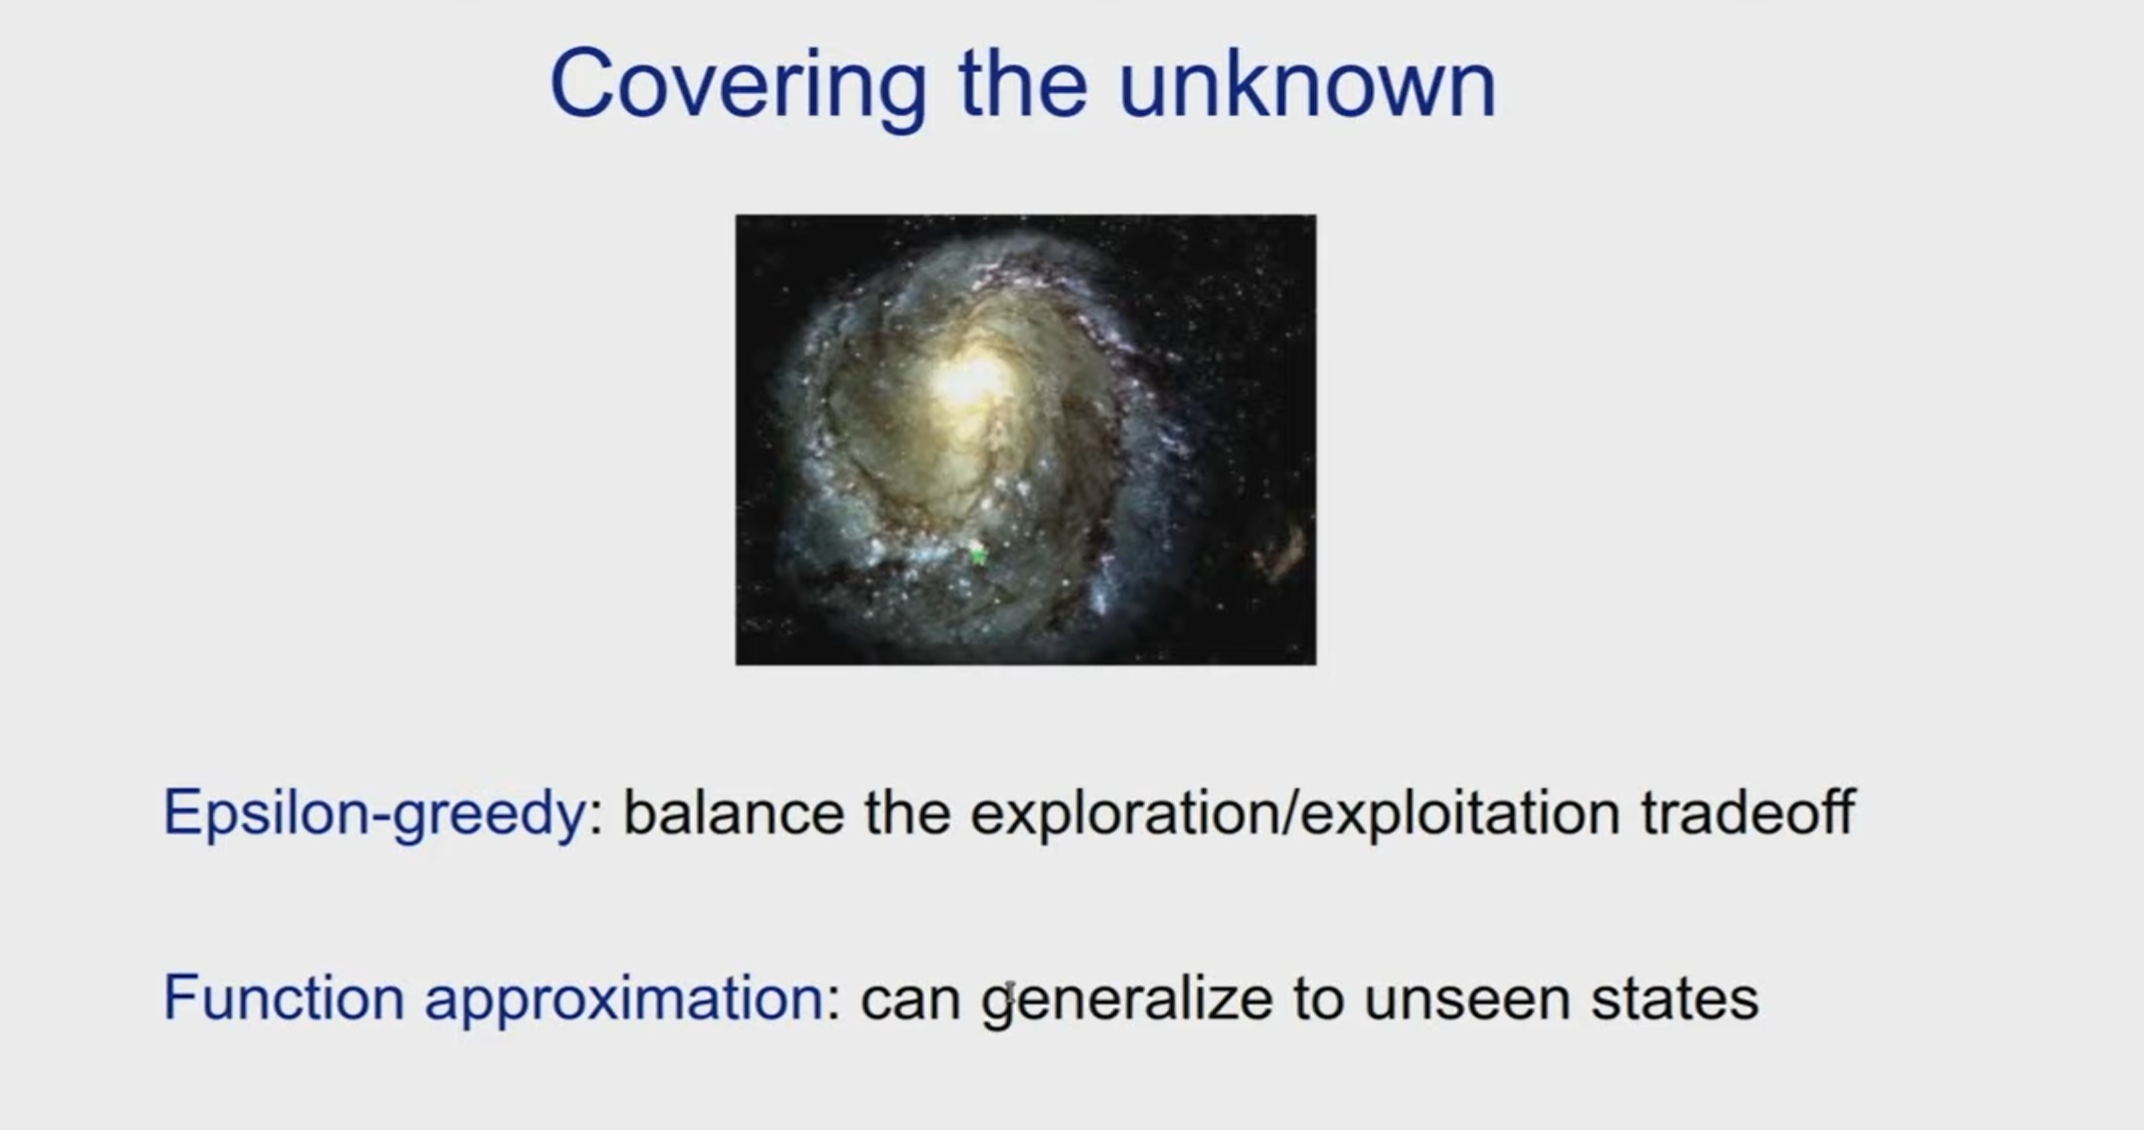 Covering the unknown
Epsilon-greedy: balance the exploration/exploitation tradeoff
Function approximation: can generalize to unseen states